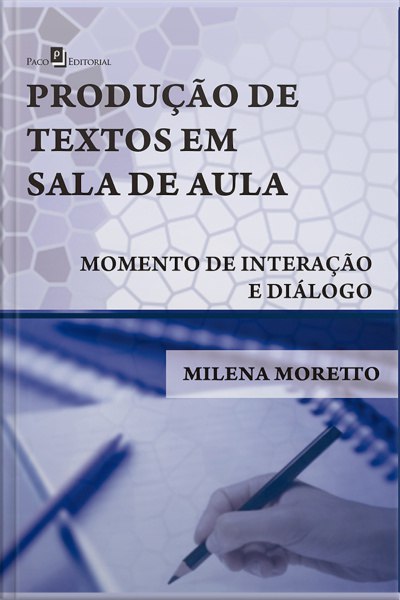 PACO EDITORIAL
PRODUÇÃO DE
TEXTOS EM
SALA DE AULA
MOMENTO DE INTERAÇÃO
E DIÁLOGO
MILENA MORETTO